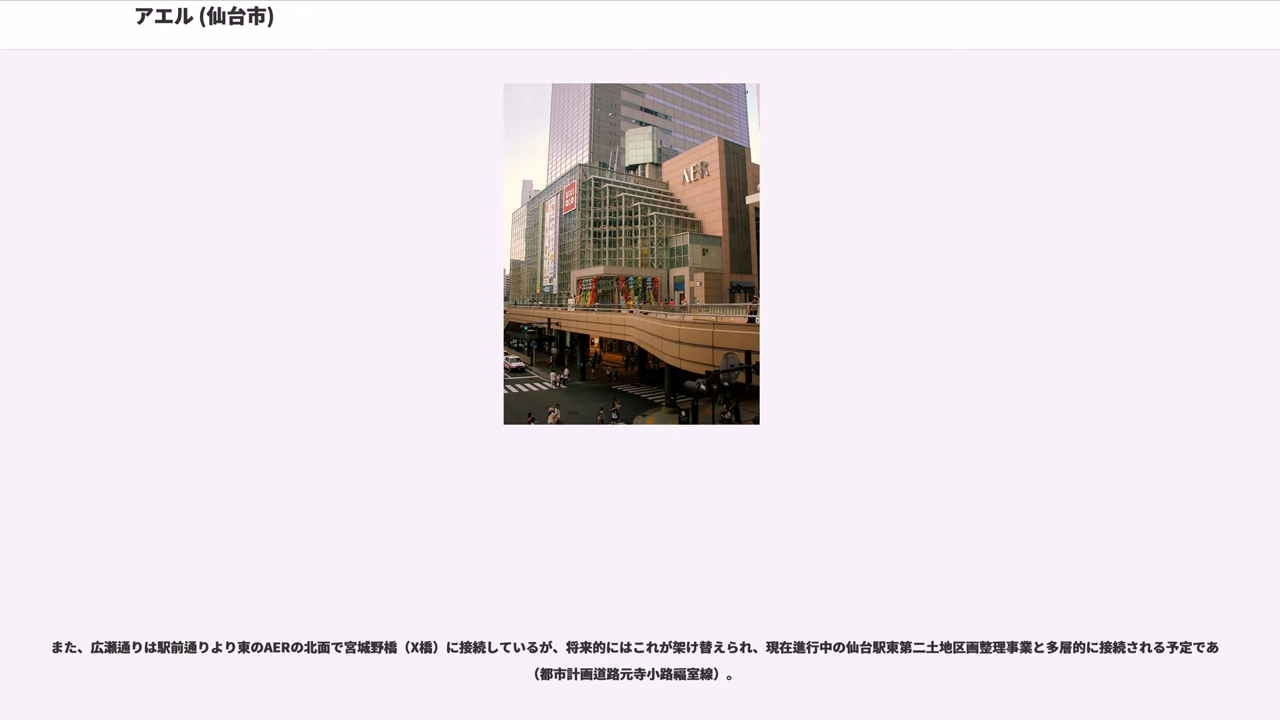 アエル (仙台市)
UNI
QLO
AER
また、広瀬通りは駅前通りより東のAERの北面で宮城野橋（X橋）に接続しているが、将来的にはこれが架け替えられ、現在進行中の仙台駅東第二土地区画整理事業と多層的に接続される予定であ
（都市計画道路元寺小路福室線）。